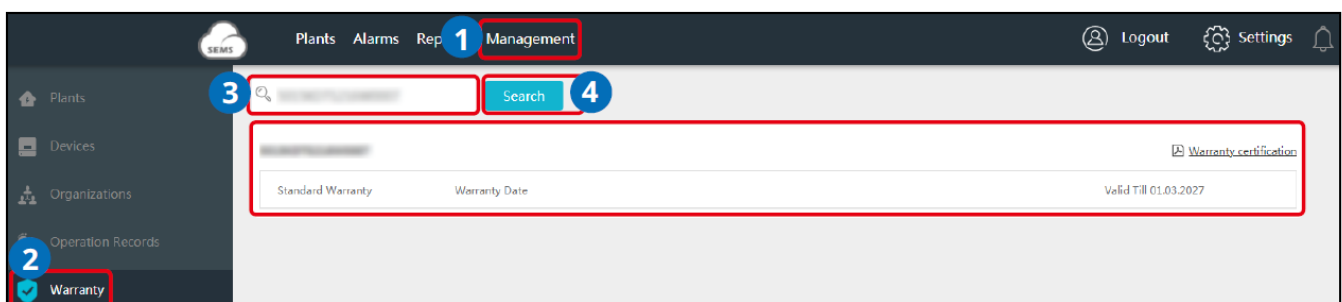 SEMS
Plants Alarms Rep 1 Management Logout Settings
3 Search 4
Plants
Devices
Warranty certification
Standard Warranty Warranty Date Valid Till 01.03.2027
Organizations
Operation Records
2
Warranty